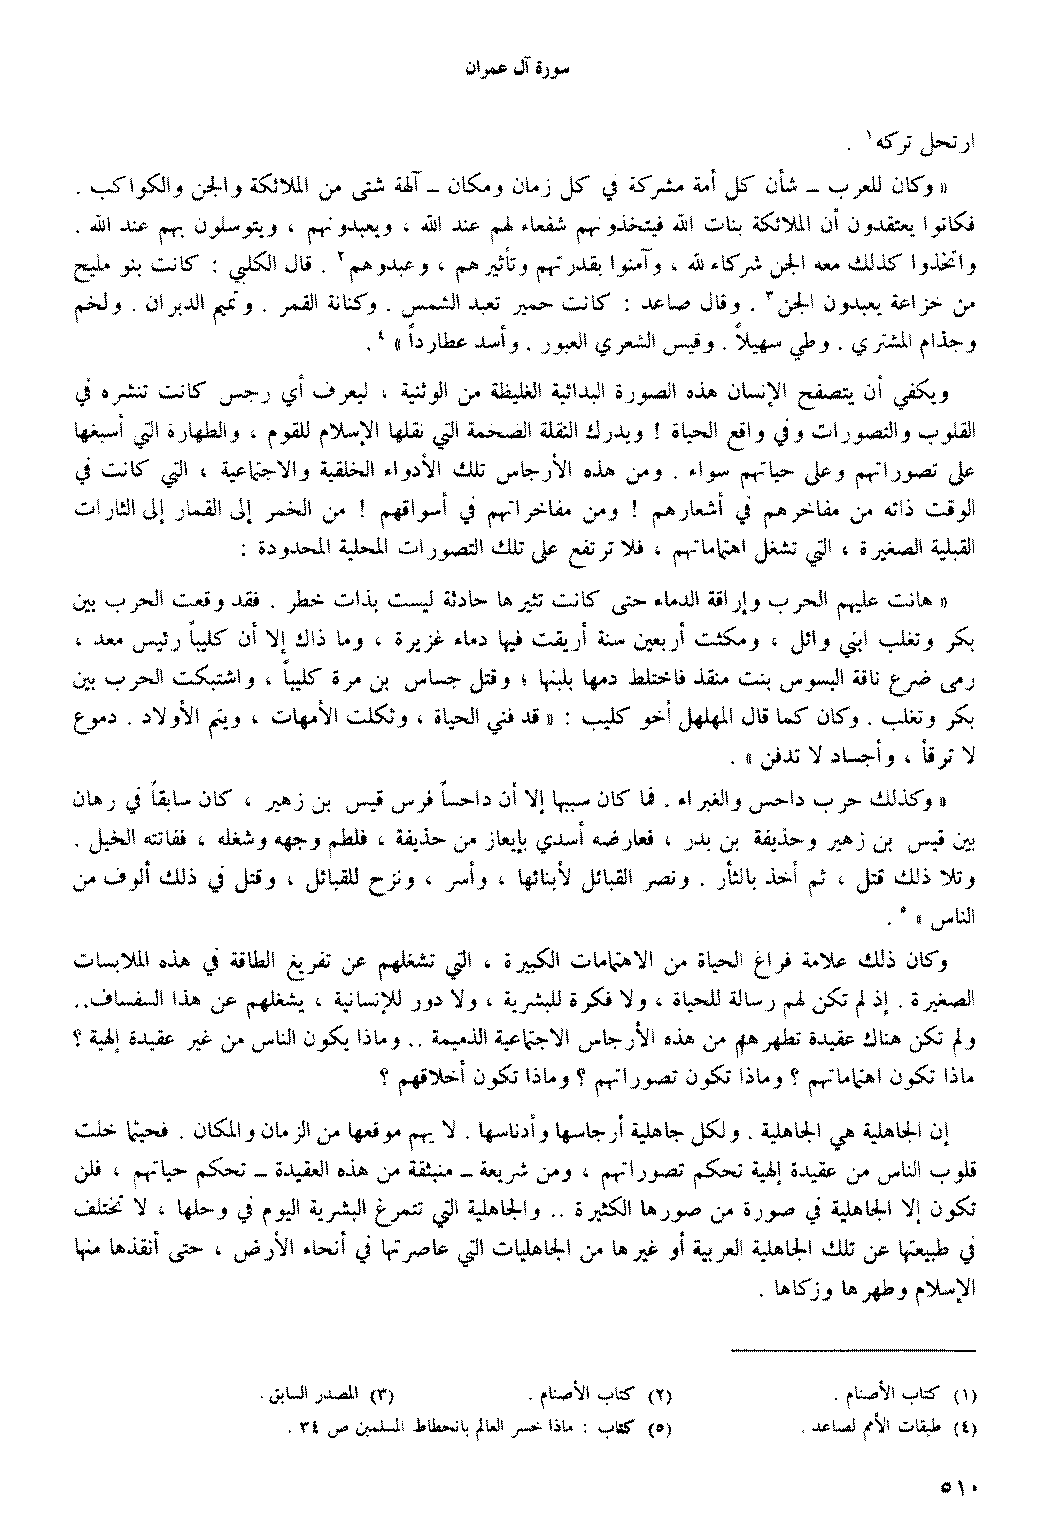 سورة آل عمران
ارتحل تركه١ .
« وكان للعرب – شأن كل أمة مشركة في كل زمان ومكان – آلهة شتى من الملائكة والجن والكواكب .
فكانوا يعتقدون أن الملائكة بنات الله فيتخذونهم شفعاء لهم عند الله ، ويعبدونهم ، ويتوسلون بهم عند الله .
واتخذوا كذلك معه الجن شركاء لله ، وآمنوا بقدرتهم وتأثيرهم ، وعبدوهم٢ . قال الكلبي : كانت بنو مليح
من خزاعة يعبدون الجن٣ . وقال صاعد : كانت حمير تعبد الشمس . وكنانة القمر . وتميم الدبران . ولخم
وجذام المشتري . وطي سهيلاً . وقيس الشعري العبور . وأسد عطارداً »٤ .
ويكفي أن يتصفح الإنسان هذه الصورة البدائية الغليظة من الوثنية ، ليعرف أي رجس كانت تنشره في
القلوب والتصورات وفي واقع الحياة ! ويدرك النقلة الضخمة التي نقلها الإسلام للقوم ، والطهارة التي أسبغها
على تصوراتهم وعلى حياتهم سواء . ومن هذه الأرجاس تلك الأدواء الخلقية والاجتماعية ، التي كانت في
الوقت ذاته من مفاخرهم في أشعارهم ! ومن مفاخراتهم في أسواقهم ! من الخمر إلى القمار إلى الثارات
القبلية الصغيرة ، التي تشغل اهتماماتهم ، فلا ترتفع على تلك التصورات المحلية المحدودة :
« هانت عليهم الحرب وإراقة الدماء حتى كانت تثيرها حادثة ليست بذات خطر . فقد وقعت الحرب بين
بكر وتغلب ابني وائل ، ومكثت أربعين سنة أريقت فيها دماء غزيرة ، وما ذاك إلا أن كليباً رئيس معد ،
رمى ضرع ناقة البسوس بنت منقذ فاختلط دمها بلبنها ؛ وقتل جساس بن مرة كليباً ، واشتبكت الحرب بين
بكر وتغلب . وكان كما قال المهلهل أخو كليب : « قد فني الحياة ، وثكلت الأمهات ، ويتم الأولاد . دموع
لا ترقأ ، وأجساد لا تدفن » .
« وكذلك حرب داحس والغبراء . فما كان سببها إلا أن داحساً فرس قيس بن زهير ، كان سابقاً في رهان
بين قيس بن زهير وحذيفة بن بدر ، فعارضه أسدي بإيعاز من حذيفة ، فلطم وجهه وشغله ، ففاتته الخيل .
وتلا ذلك قتل ، ثم أخذ بالثأر . ونصر القبائل لأبنائها ، وأسر ، ونزح للقبائل ، وقتل في ذلك ألوف من
الناس »٥ .
وكان ذلك علامة فراغ الحياة من الاهتمامات الكبيرة ، التي تشغلهم عن تفريغ الطاقة في هذه الملابسات
الصغيرة . إذ لم تكن لهم رسالة للحياة ، ولا فكرة للبشرية ، ولا دور للإنسانية ، يشغلهم عن هذا السفساف..
ولم تكن هناك عقيدة تطهرهم من هذه الأرجاس الاجتماعية الذميمة .. وماذا يكون الناس من غير عقيدة إلهية ؟
ماذا تكون اهتماماتهم ؟ وماذا تكون تصوراتهم ؟ وماذا تكون أخلاقهم ؟
إن الجاهلية هي الجاهلية . ولكل جاهلية أرجاسها وأدناسها . لا يهم موقعها من الزمان والمكان . فحيثما خلت
قلوب الناس من عقيدة إلهية تحكم تصوراتهم ، ومن شريعة – منبثقة من هذه العقيدة – تحكم حياتهم ، فلن
تكون إلا الجاهلية في صورة من صورها الكثيرة .. والجاهلية التي تتمرغ البشرية اليوم في وحلها ، لا تختلف
في طبيعتها عن تلك الجاهلية العربية أو غيرها من الجاهليات التي عاصرتها في أنحاء الأرض ، حتى أنقذها منها
الإسلام وطهرها وزكاها .
(١) كتاب الأصنام . (٢) كتاب الأصنام . (٣) المصدر السابق .
(٤) طبقات الأمم لصاعد . (٥) كتاب : ماذا خسر العالم بانحطاط المسلمين ص ٣٤ .
٥١٠